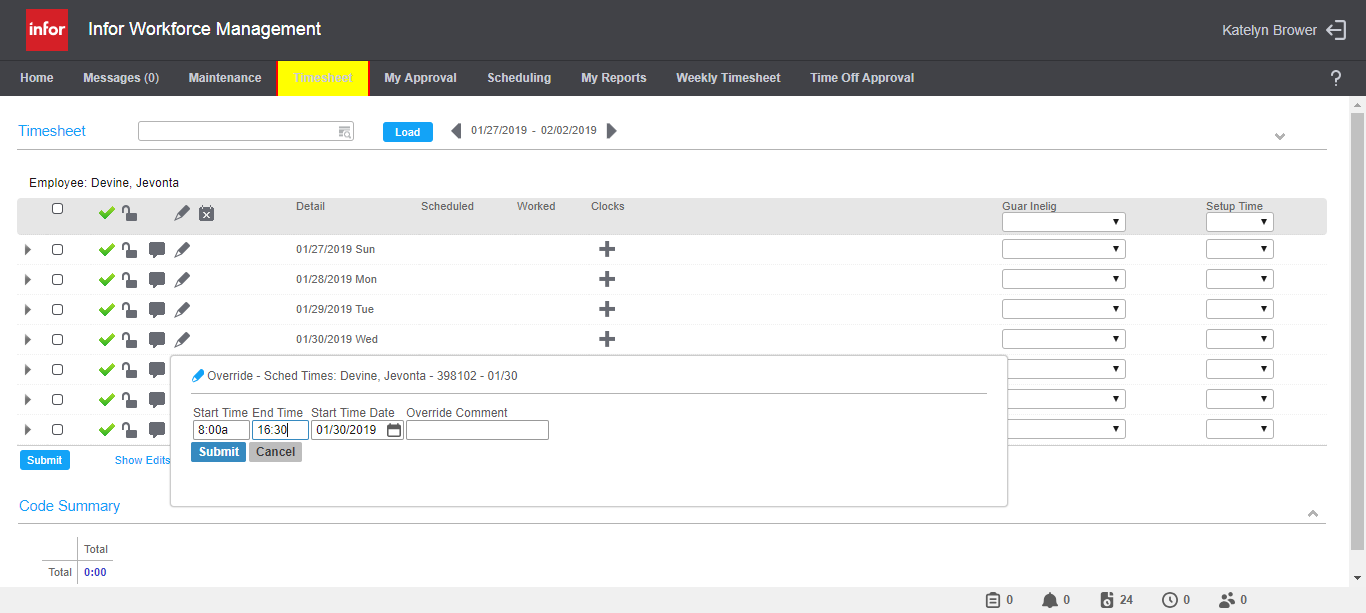 infor
Infor Workforce Management
Katelyn Brower
Home Messages (0) Maintenance Timesheet My Approval Scheduling My Reports Weekly Timesheet Time Off Approval ?
Timesheet Load 01/27/2019 - 02/02/2019
Employee: Devine, Jevonta
Detail Scheduled Worked Clocks Guar Inelig Setup Time
01/27/2019 Sun
01/28/2019 Mon
01/29/2019 Tue
01/30/2019 Wed
Override - Sched Times: Devine, Jevonta - 398102 - 01/30
Start Time End Time Start Time Date Override Comment
8:00a 16:30 01/30/2019
Submit Cancel
Submit Show Edits
Code Summary
Total
Total 0:00
0 0 24 0 0